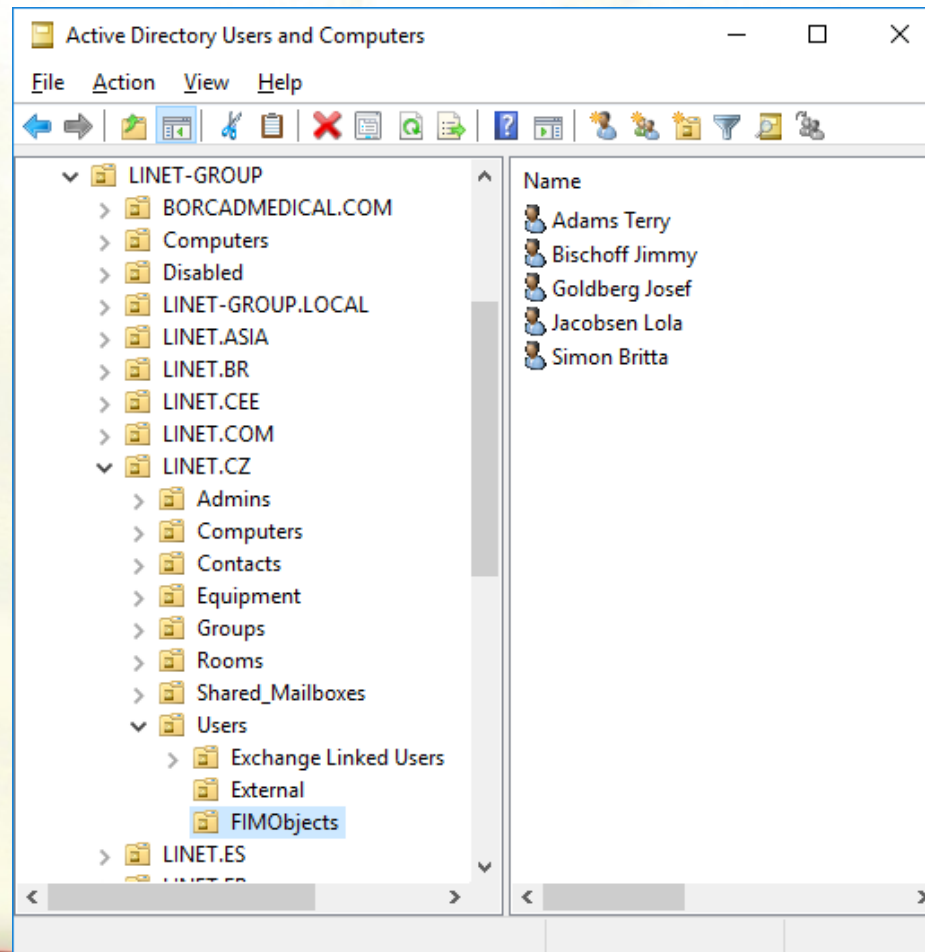 Active Directory Users and Computers
File Action View Help
LINET-GROUP
BORCADMEDICAL.COM
Computers
Disabled
LINET-GROUP.LOCAL
LINET.ASIA
LINET.BR
LINET.CEE
LINET.COM
LINET.CZ
Admins
Computers
Contacts
Equipment
Groups
Rooms
Shared_Mailboxes
Users
Exchange Linked Users
External
FIMObjects
LINET.ES
Name
Adams Terry
Bischoff Jimmy
Goldberg Josef
Jacobsen Lola
Simon Britta